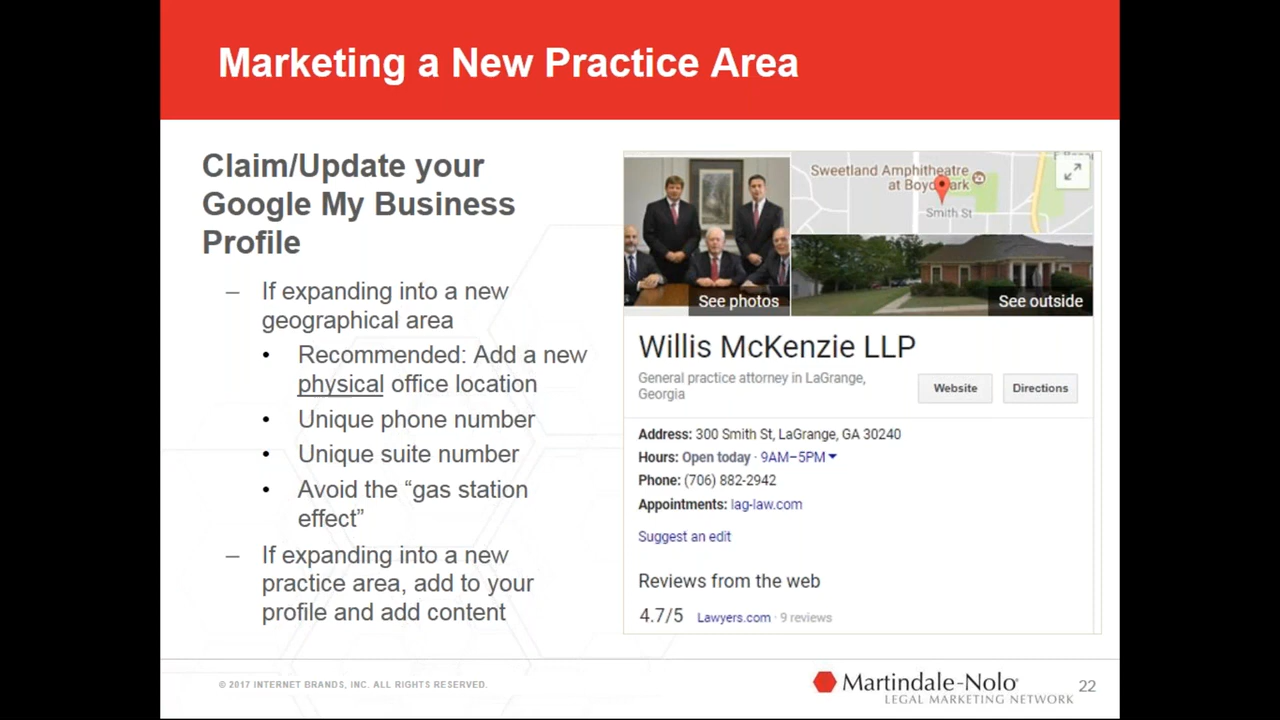 Marketing a New Practice Area
Claim/Update your
Google My Business
Profile
– If expanding into a new
geographical area
• Recommended: Add a new
physical office location
• Unique phone number
• Unique suite number
• Avoid the “gas station
effect”
– If expanding into a new
practice area, add to your
profile and add content
Sweetland Amphitheatre
at Boyd Park
Smith St
See photos
See outside
Willis McKenzie LLP
General practice attorney in LaGrange,
Georgia
Website
Directions
Address: 300 Smith St, LaGrange, GA 30240
Hours: Open today · 9AM–5PM
Phone: (706) 882-2942
Appointments: lag-law.com
Suggest an edit
Reviews from the web
4.7/5 Lawyers.com · 9 reviews
© 2017 INTERNET BRANDS, INC. ALL RIGHTS RESERVED.
Martindale-Nolo®
LEGAL MARKETING NETWORK
22